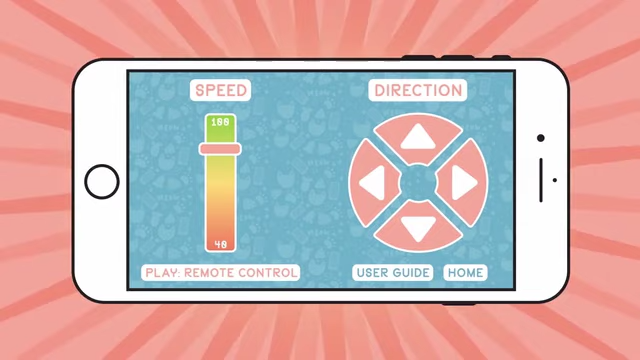 SPEED
DIRECTION
100
40
PLAY: REMOTE CONTROL
USER GUIDE
HOME